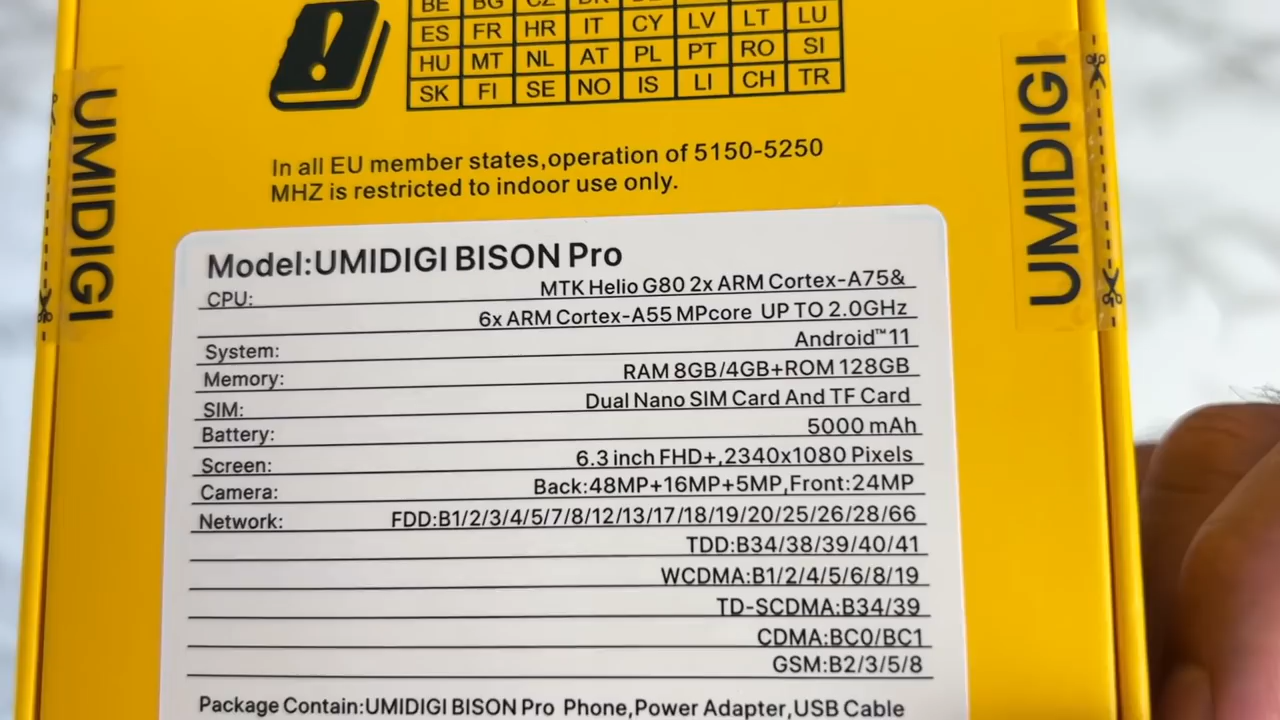 BE BG CZ
ES FR HR IT CY LV LT LU
HU MT NL AT PL PT RO SI
SK FI SE NO IS LI CH TR
In all EU member states,operation of 5150-5250
MHZ is restricted to indoor use only.
UMIDIGI
UMIDIGI
Model:UMIDIGI BISON Pro
CPU: MTK Helio G80 2x ARM Cortex-A75&
6x ARM Cortex-A55 MPcore UP TO 2.0GHz
System: Android™11
Memory: RAM 8GB/4GB+ROM 128GB
SIM: Dual Nano SIM Card And TF Card
Battery: 5000 mAh
Screen: 6.3 inch FHD+,2340x1080 Pixels
Camera: Back:48MP+16MP+5MP,Front:24MP
Network: FDD:B1/2/3/4/5/7/8/12/13/17/18/19/20/25/26/28/66
TDD:B34/38/39/40/41
WCDMA:B1/2/4/5/6/8/19
TD-SCDMA:B34/39
CDMA:BC0/BC1
GSM:B2/3/5/8
Package Contain:UMIDIGI BISON Pro Phone,Power Adapter,USB Cable